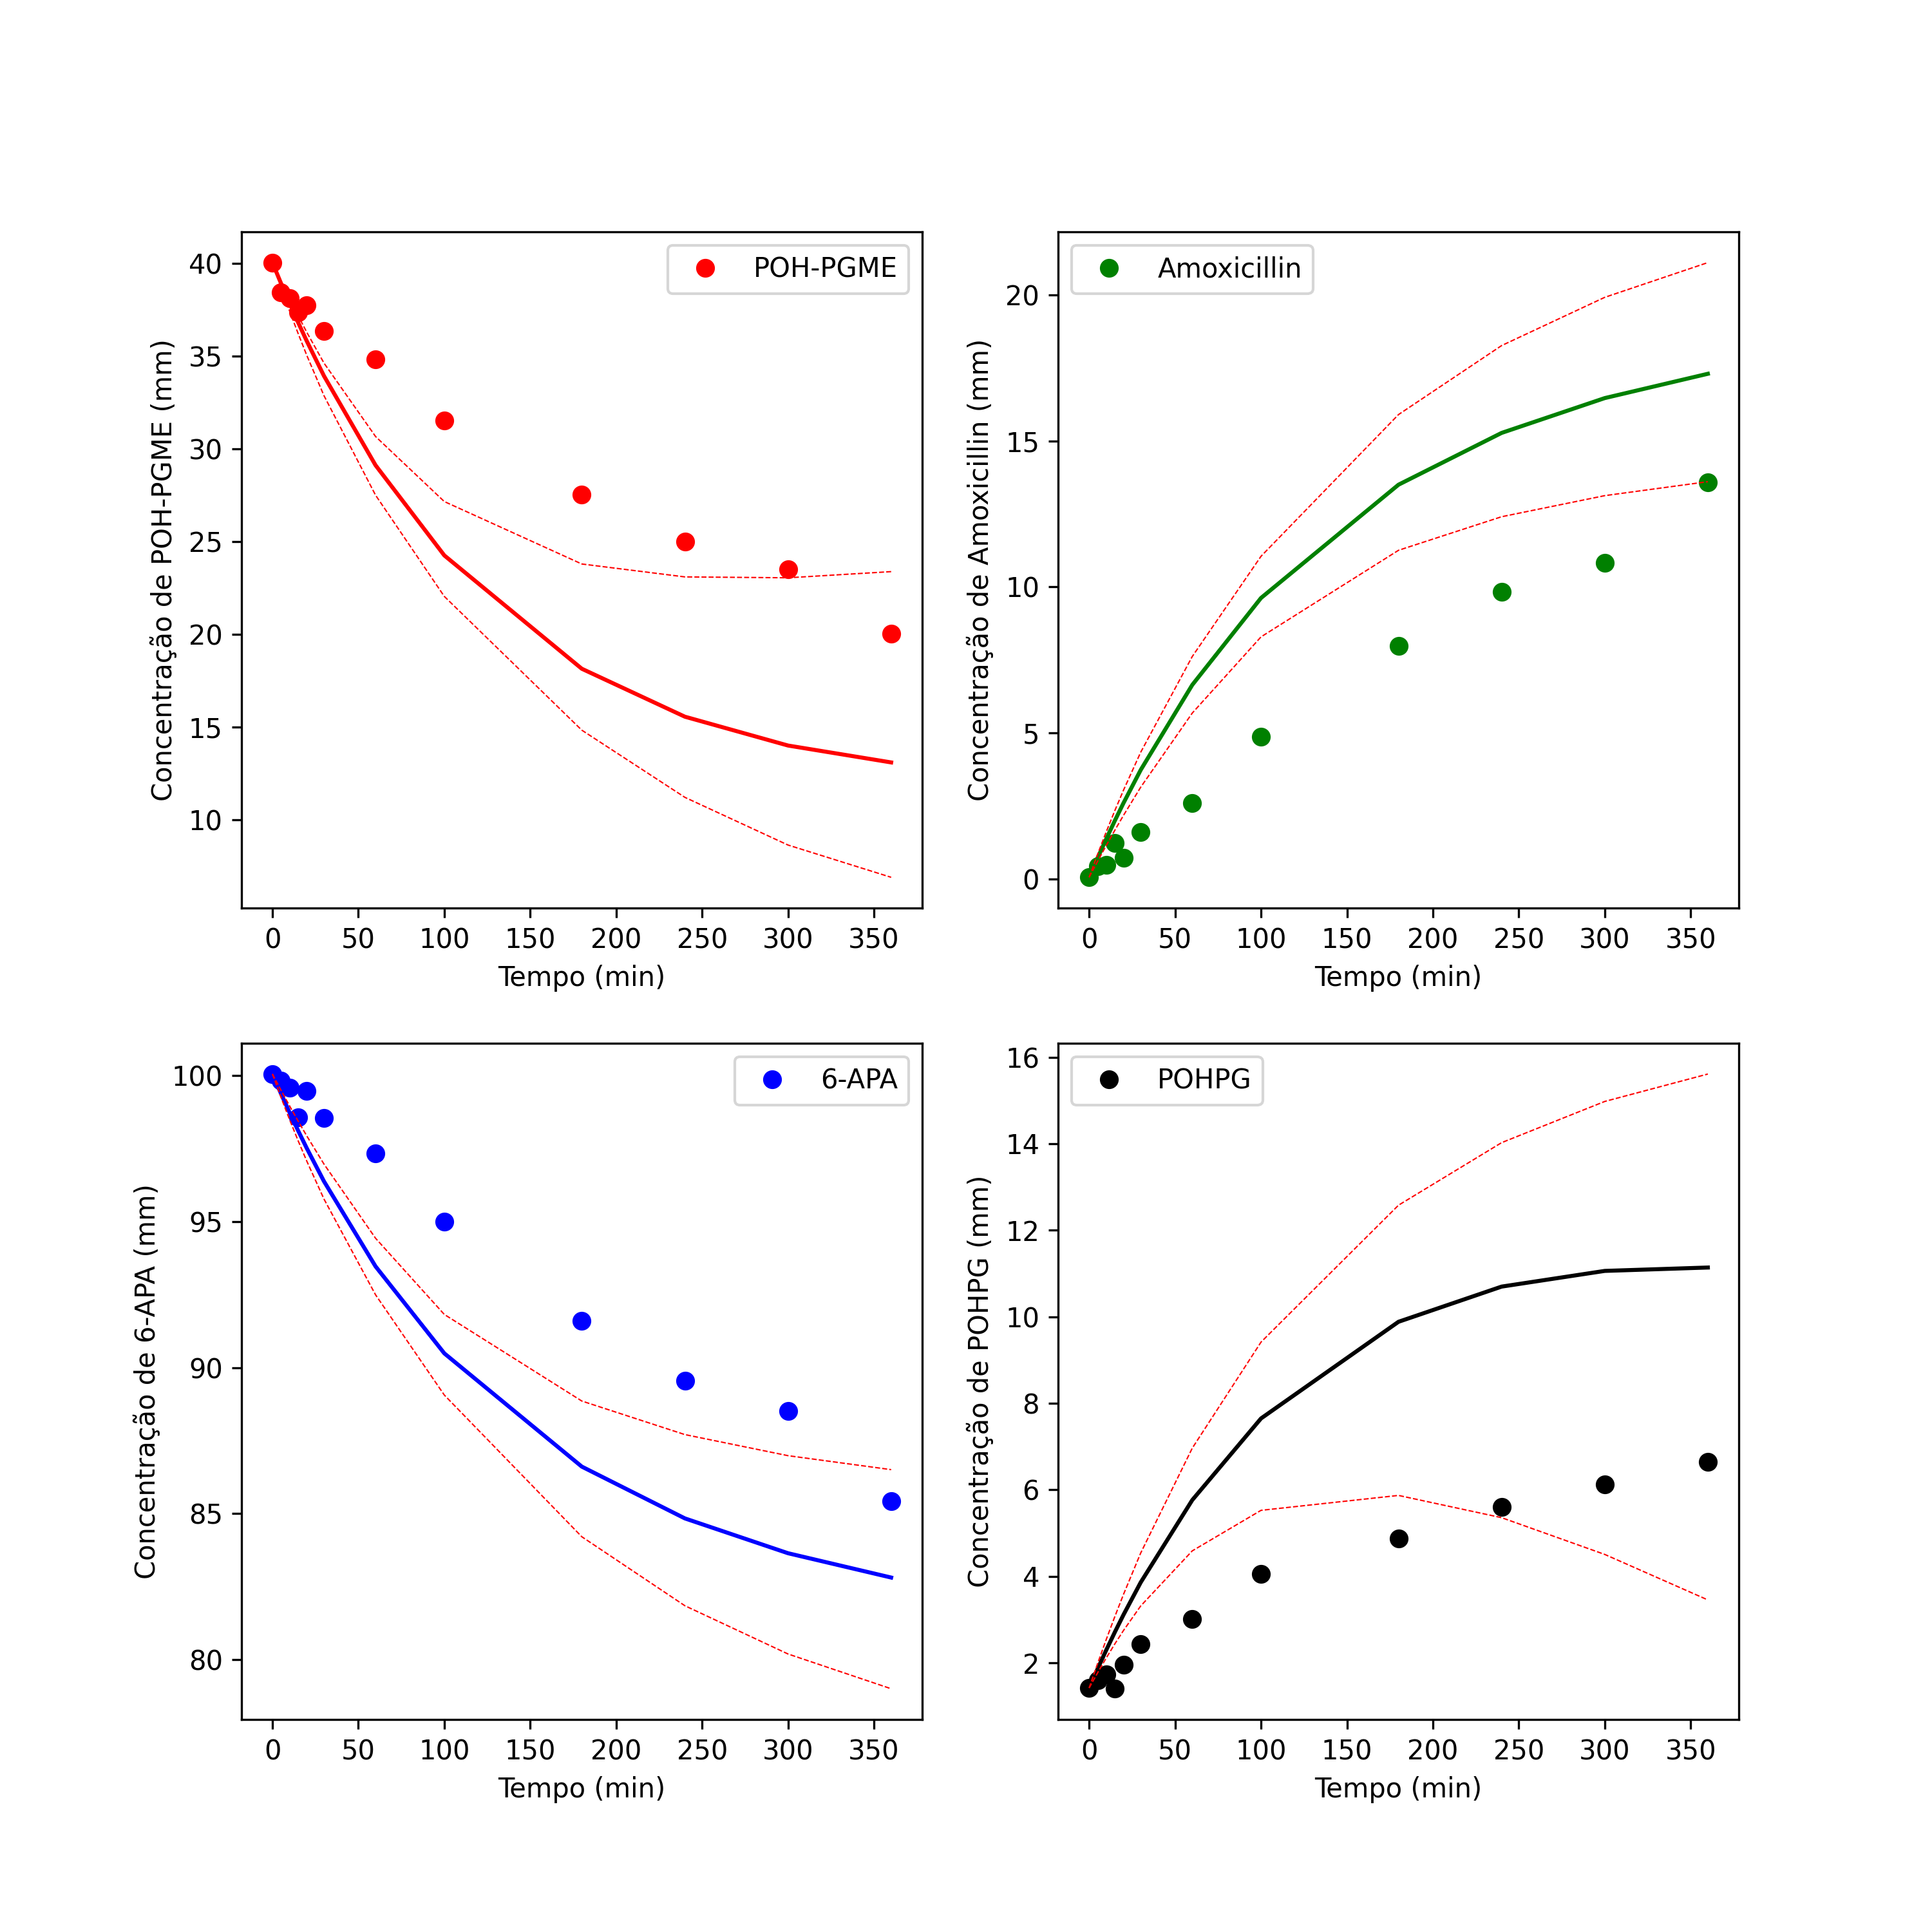 POH-PGME
Concentração de POH-PGME (mm)
40
35
30
25
20
15
10
0 50 100 150 200 250 300 350
Tempo (min)
Amoxicillin
Concentração de Amoxicillin (mm)
20
15
10
5
0
0 50 100 150 200 250 300 350
Tempo (min)
6-APA
Concentração de 6-APA (mm)
100
95
90
85
80
0 50 100 150 200 250 300 350
Tempo (min)
POHPG
Concentração de POHPG (mm)
16
14
12
10
8
6
4
2
0 50 100 150 200 250 300 350
Tempo (min)